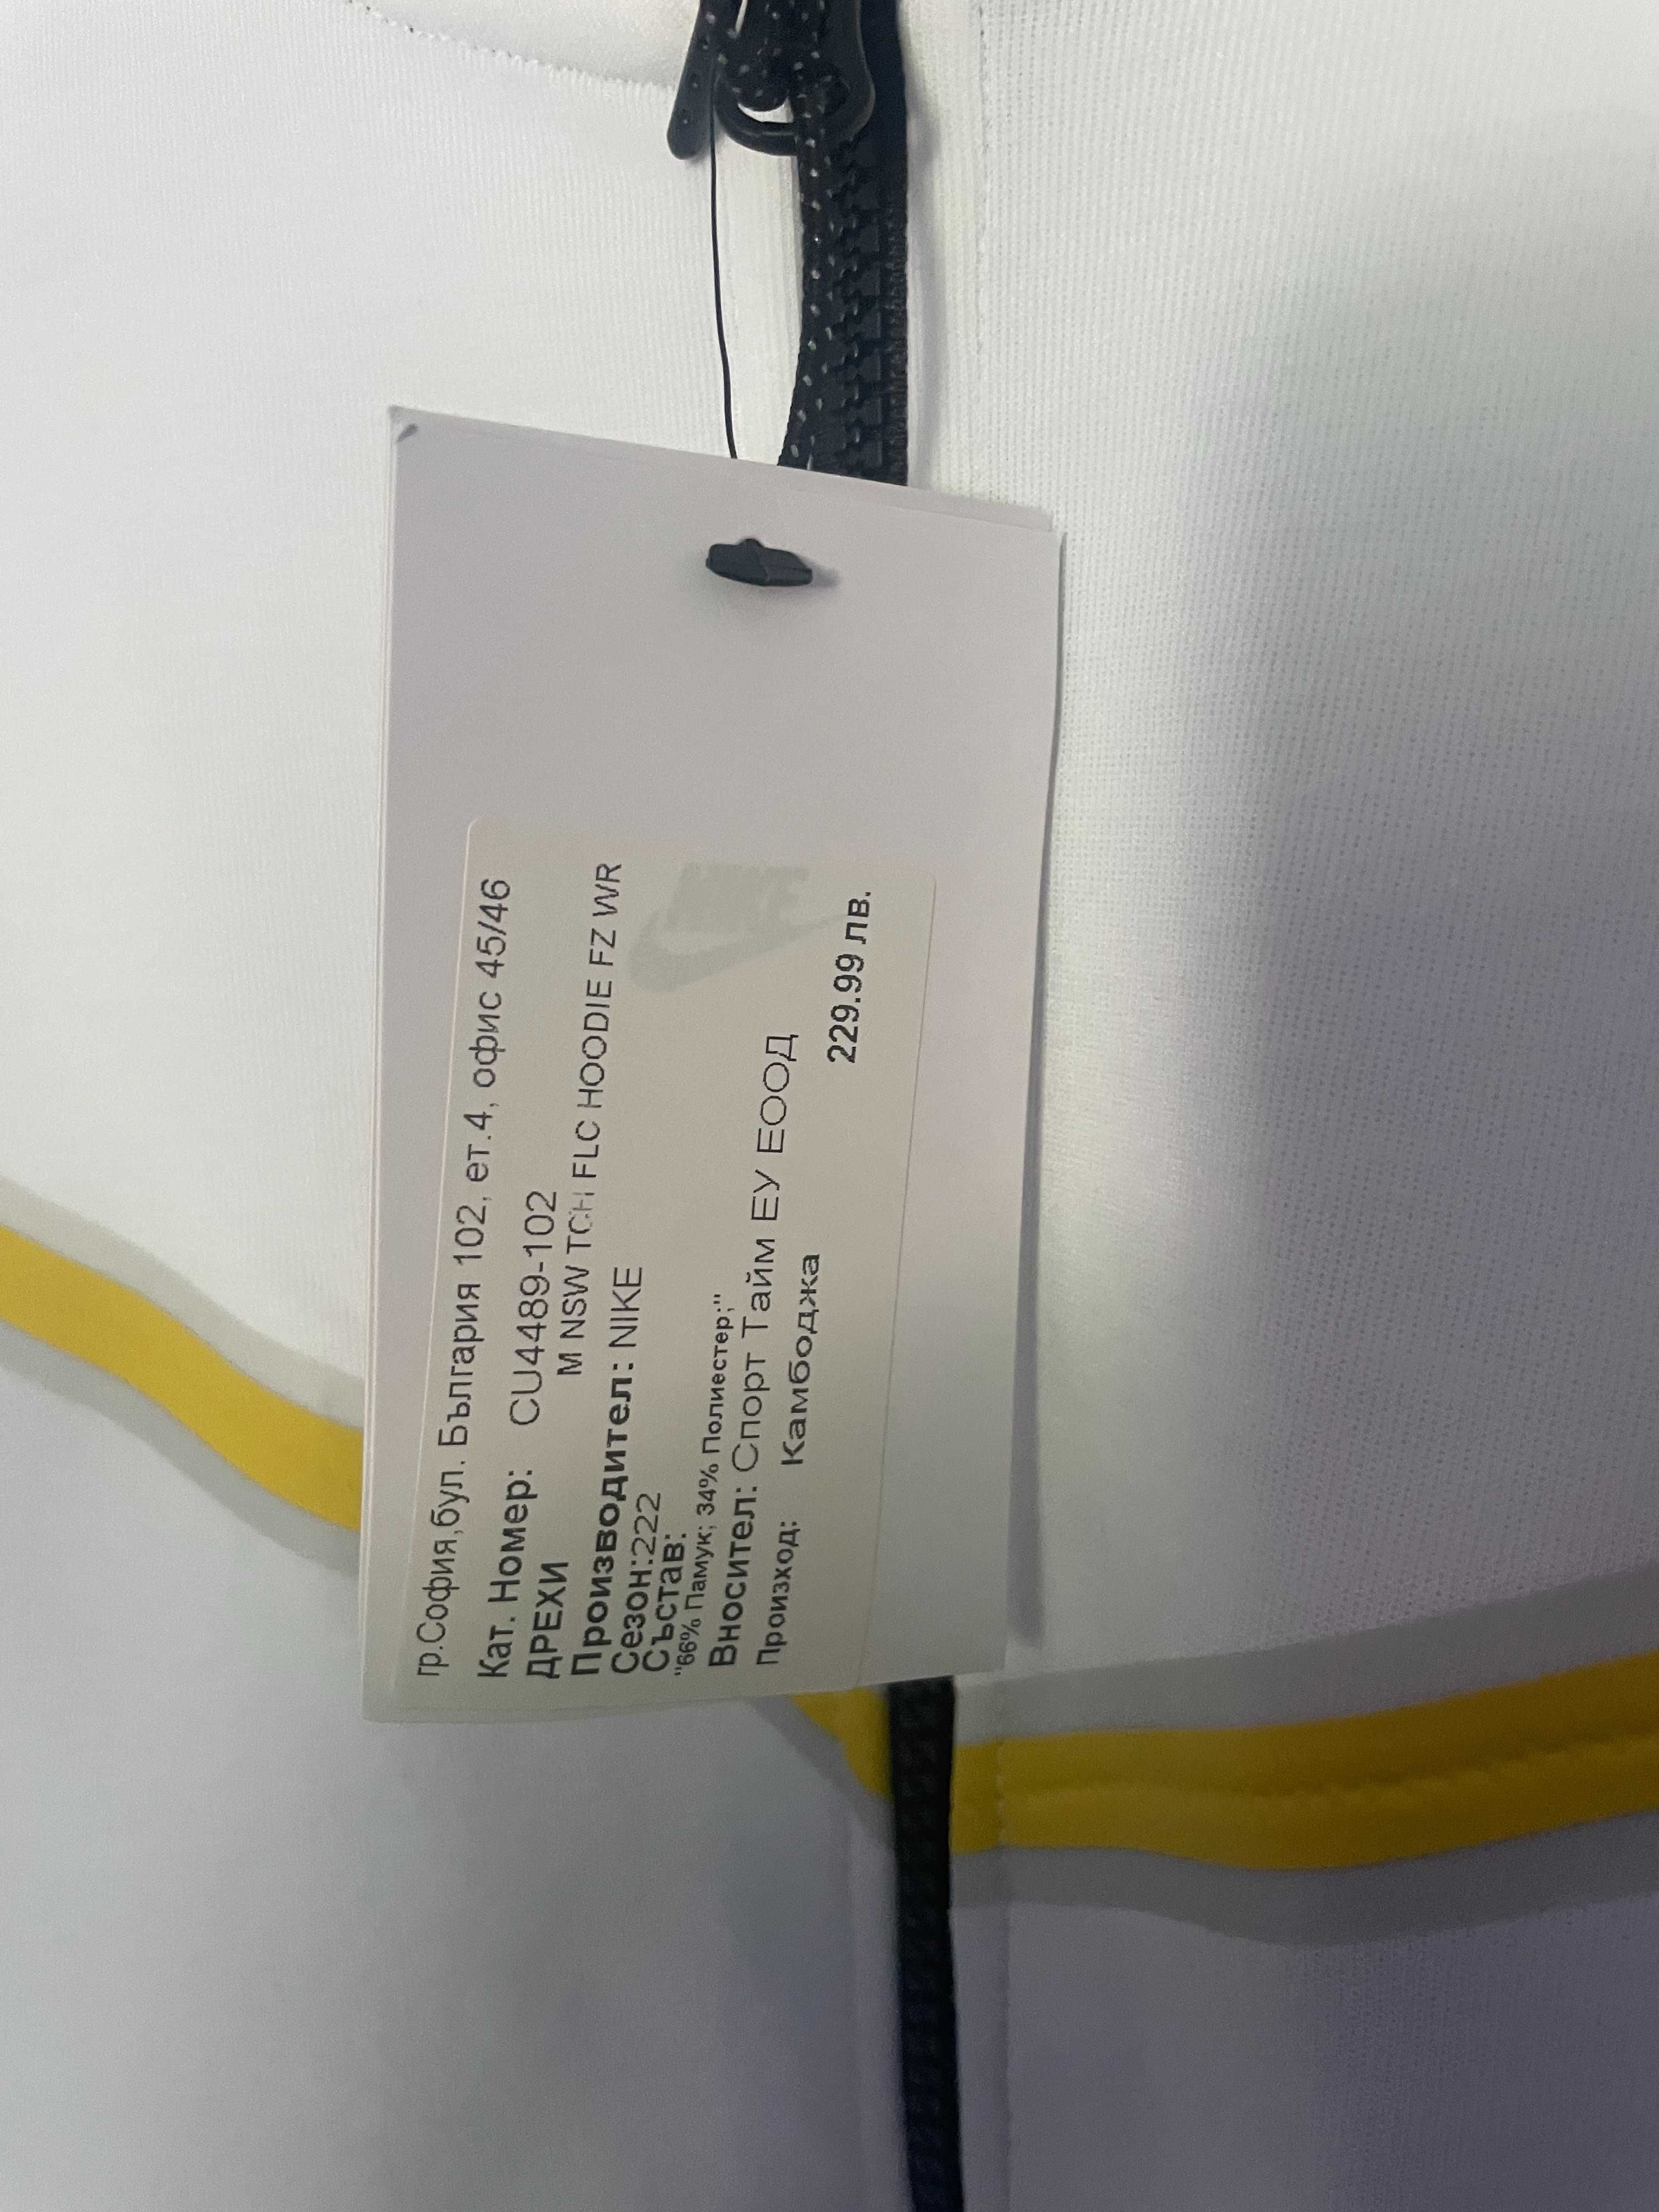 гр.София,бул. България 102, ет.4, офис 45/46
Кат. Номер: CU4489-102
ДРЕХИ M NSW TCH FLC HOODIE FZ WR
Производител: NIKE
Сезон:222
Състав:
"66% Памук; 34% Полиестер;"
Вносител: Спорт Тайм ЕУ ЕООД
Произход: Камбоджа
229.99 лв.
NIKE